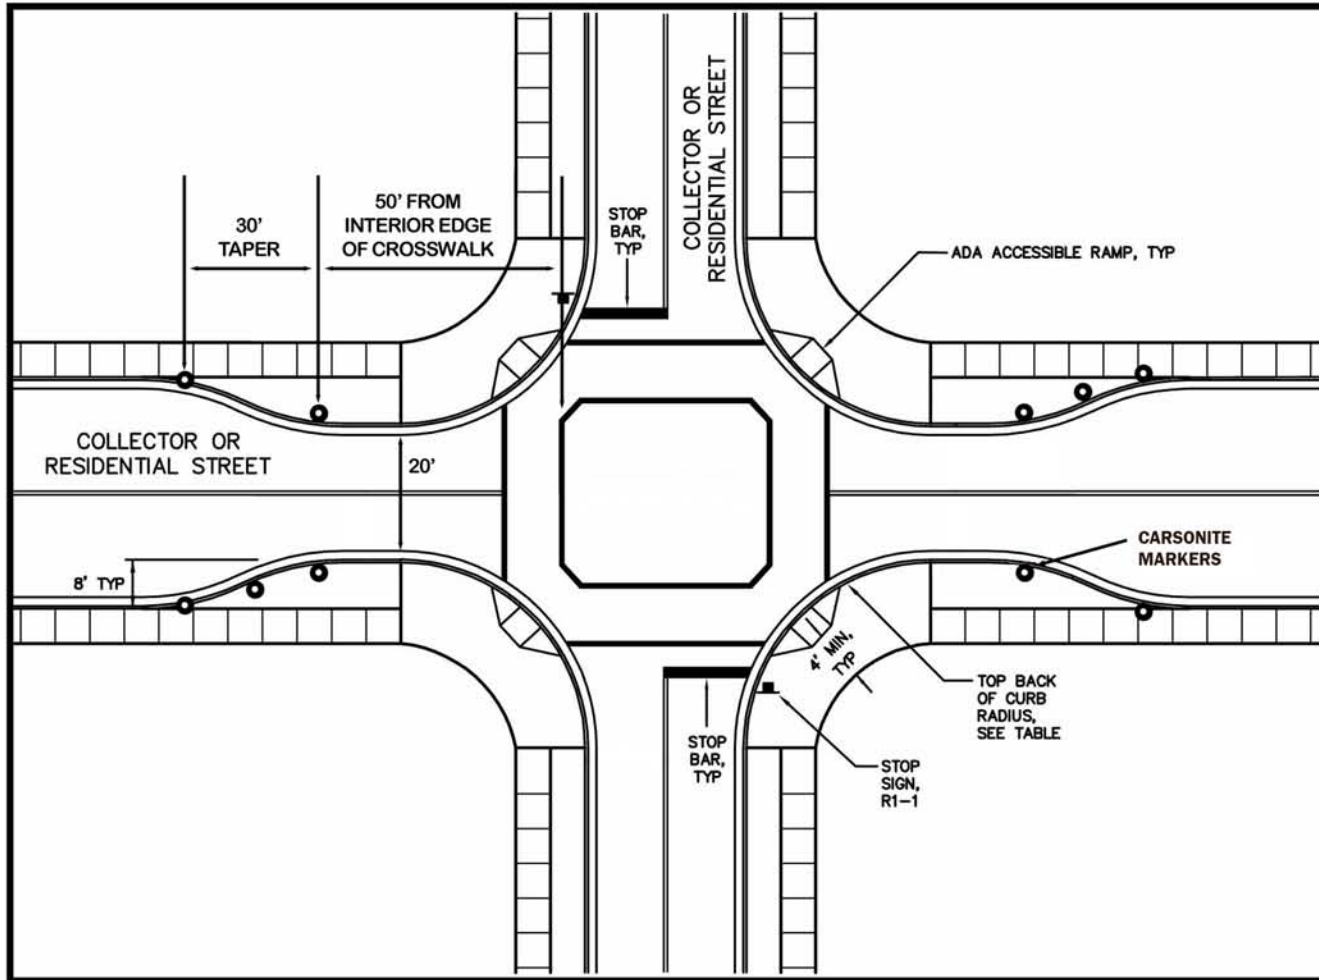 COLLECTOR OR
RESIDENTIAL STREET
50' FROM
INTERIOR EDGE
OF CROSSWALK
30'
TAPER
STOP
BAR,
TYP
ADA ACCESSIBLE RAMP, TYP
COLLECTOR OR
RESIDENTIAL STREET
20'
8' TYP
CARSONITE
MARKERS
4' MIN,
TYP
TOP BACK
OF CURB
RADIUS,
SEE TABLE
STOP
BAR,
TYP
STOP
SIGN,
R1-1